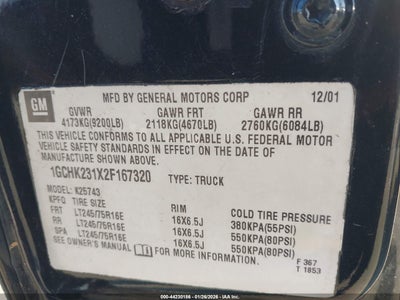 GM
MFD BY GENERAL MOTORS CORP 12/01
GVWR GAWR FRT GAWR RR
4173KG(9200LB) 2118KG(4670LB) 2760KG(6084LB)
THIS VEHICLE CONFORMS TO ALL APPLICABLE U.S. FEDERAL MOTOR
VEHICLE SAFETY STANDARDS IN EFFECT ON THE DATE OF
MANUFACTURE SHOWN ABOVE.
1GCHK231X2F167320 TYPE: TRUCK
MODEL: K25743
KPFQ TIRE SIZE RIM COLD TIRE PRESSURE
FRT LT245/75R16E 16X6.5J 380KPA(55PSI)
RR LT245/75R16E 16X6.5J 550KPA(80PSI)
SPA LT245/75R16E 16X6.5J 550KPA(80PSI)
SEE OWNER'S MANUAL FOR MORE INFORMATION.
F 367
T 1853
000-44230188 - 01/26/2026 - IAA